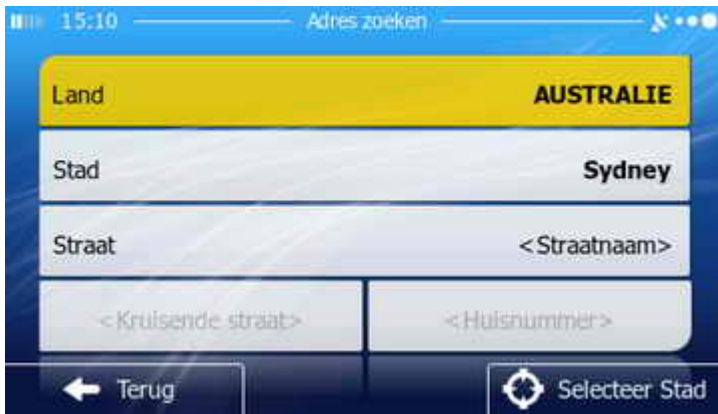 15:10 Adres zoeken
Land AUSTRALIE
Stad Sydney
Straat <Straatnaam>
<Kruisende straat> <Huisnummer>
Terug Selecteer Stad